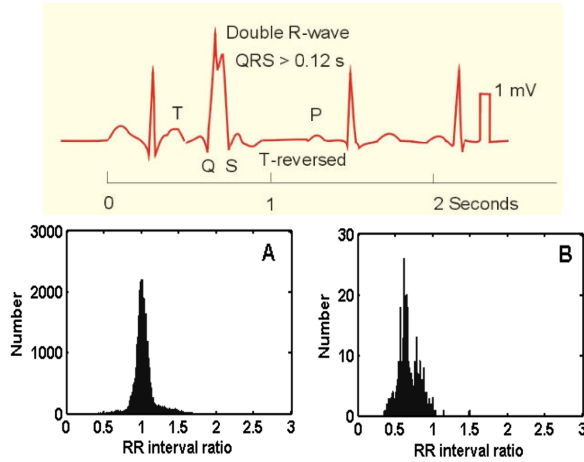 Double R-wave
QRS > 0.12 s
1 mV
T
P
Q S
T-reversed
0
1
2 Seconds
3000
2000
1000
0
Number
A
0 0.5 1 1.5 2 2.5 3
RR interval ratio
30
20
10
0
Number
B
0 0.5 1 1.5 2 2.5 3
RR interval ratio